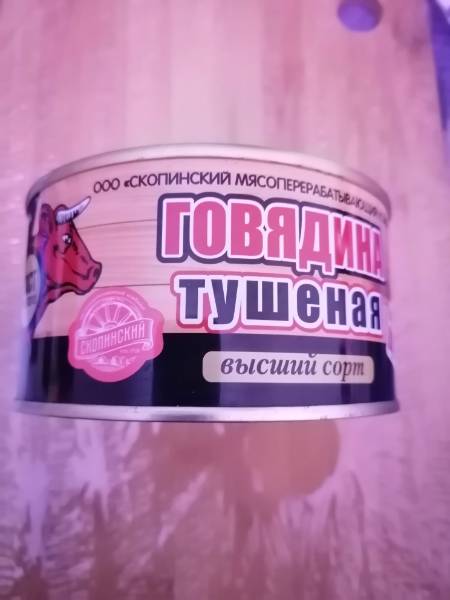 ООО «СКОПИНСКИЙ МЯСОПЕРЕРАБАТЫВАЮЩИЙ
ГОВЯДИНА
тушеная
СКОПИНСКИЙ
высший сорт